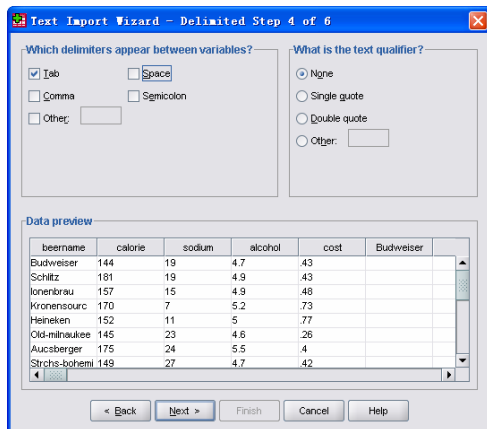 Text Import Wizard - Delimited Step 4 of 6
Which delimiters appear between variables?
Tab
Space
Comma
Semicolon
Other:
What is the text qualifier?
None
Single quote
Double quote
Other:
Data preview
beername calorie sodium alcohol cost Budweiser
Budweiser 144 19 4.7 .43
Schlitz 181 19 4.9 .43
Ionenbrau 157 15 4.9 .48
Kronensourc 170 7 5.2 .73
Heineken 152 11 5 .77
Old-milnaukee 145 23 4.6 .26
Aucsberger 175 24 5.5 .4
Strchs-bohemi 149 27 4.7 .42
< Back
Next >
Finish
Cancel
Help